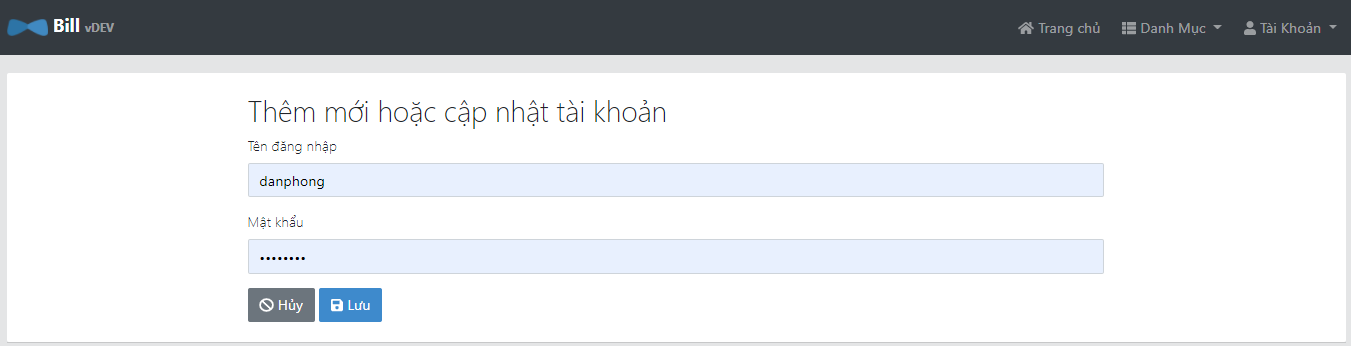 Bill vDEV
Trang chủ
Danh Mục
Tài Khoản
Thêm mới hoặc cập nhật tài khoản
Tên đăng nhập
danphong
Mật khẩu
••••••••
Hủy
Lưu